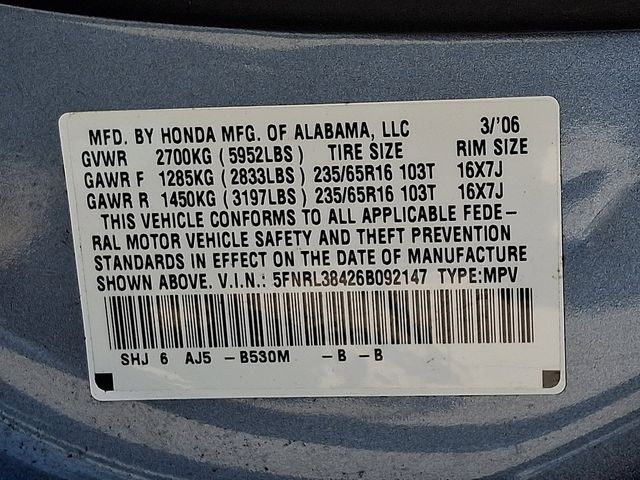 MFD. BY HONDA MFG. OF ALABAMA, LLC 3/'06
GVWR 2700KG (5952LBS) TIRE SIZE RIM SIZE
GAWR F 1285KG (2833LBS) 235/65R16 103T 16X7J
GAWR R 1450KG (3197LBS) 235/65R16 103T 16X7J
THIS VEHICLE CONFORMS TO ALL APPLICABLE FEDE-
RAL MOTOR VEHICLE SAFETY AND THEFT PREVENTION
STANDARDS IN EFFECT ON THE DATE OF MANUFACTURE
SHOWN ABOVE. V.I.N.: 5FNRL38426B092147 TYPE:MPV
SHJ 6 AJ5 -B530M -B -B